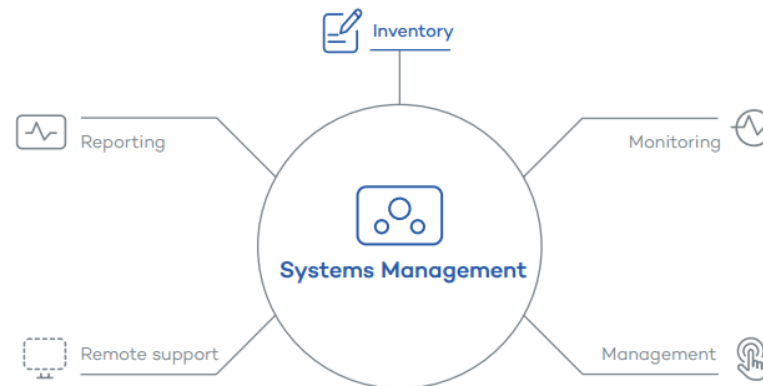 Inventory
Reporting
Monitoring
Systems Management
Remote support
Management